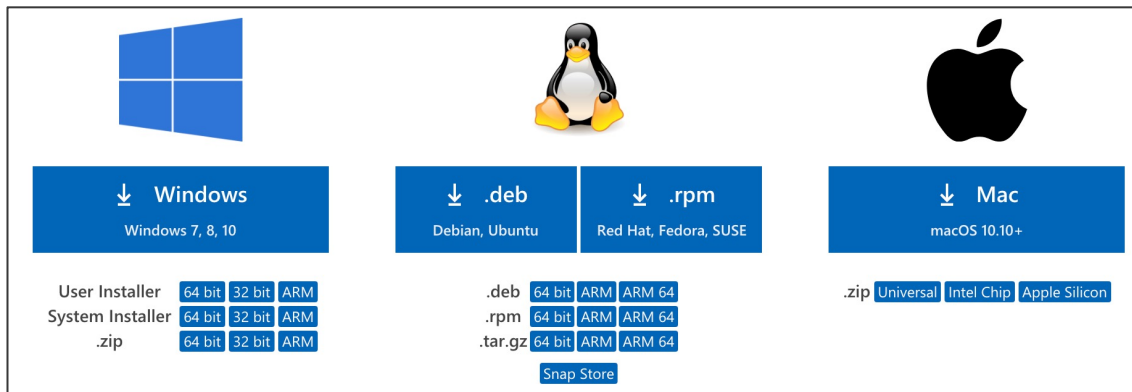 Windows
Windows 7, 8, 10
User Installer 64 bit 32 bit ARM
System Installer 64 bit 32 bit ARM
.zip 64 bit 32 bit ARM
.deb
Debian, Ubuntu
.rpm
Red Hat, Fedora, SUSE
.deb 64 bit ARM ARM 64
.rpm 64 bit ARM ARM 64
.tar.gz 64 bit ARM ARM 64
Snap Store
Mac
macOS 10.10+
.zip Universal Intel Chip Apple Silicon